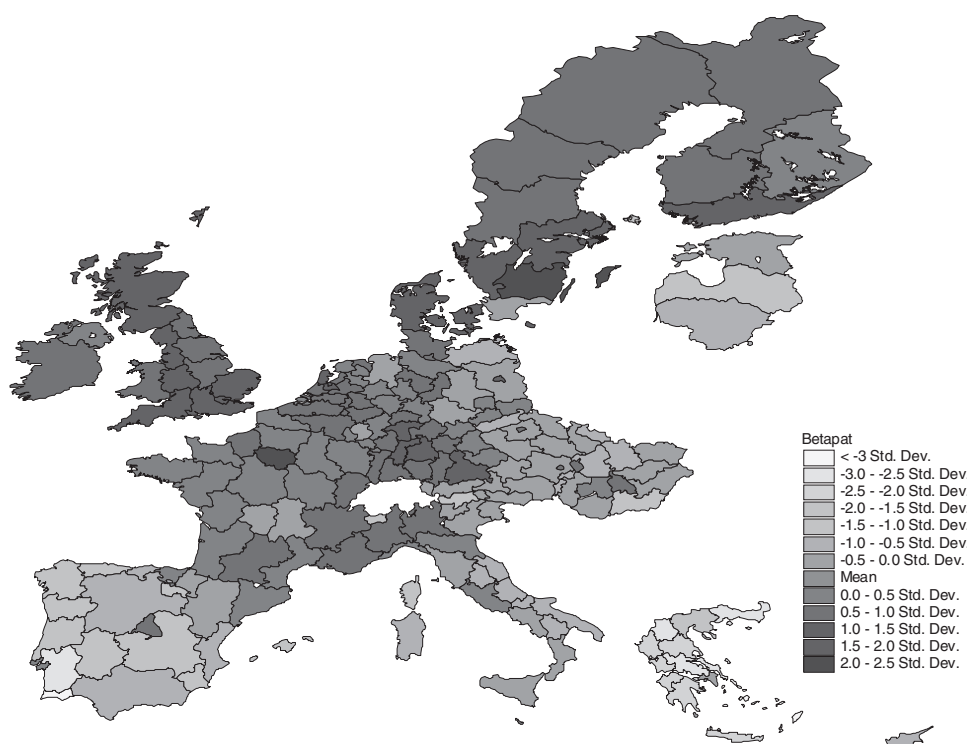 Betapat
< -3 Std. Dev.
-3.0 - -2.5 Std. Dev
-2.5 - -2.0 Std. Dev.
-2.0 - -1.5 Std. Dev.
-1.5 - -1.0 Std. Dev.
-1.0 - -0.5 Std. Dev
-0.5 - 0.0 Std. Dev.
Mean
0.0 - 0.5 Std. Dev.
0.5 - 1.0 Std. Dev.
1.0 - 1.5 Std. Dev.
1.5 - 2.0 Std. Dev.
2.0 - 2.5 Std. Dev.